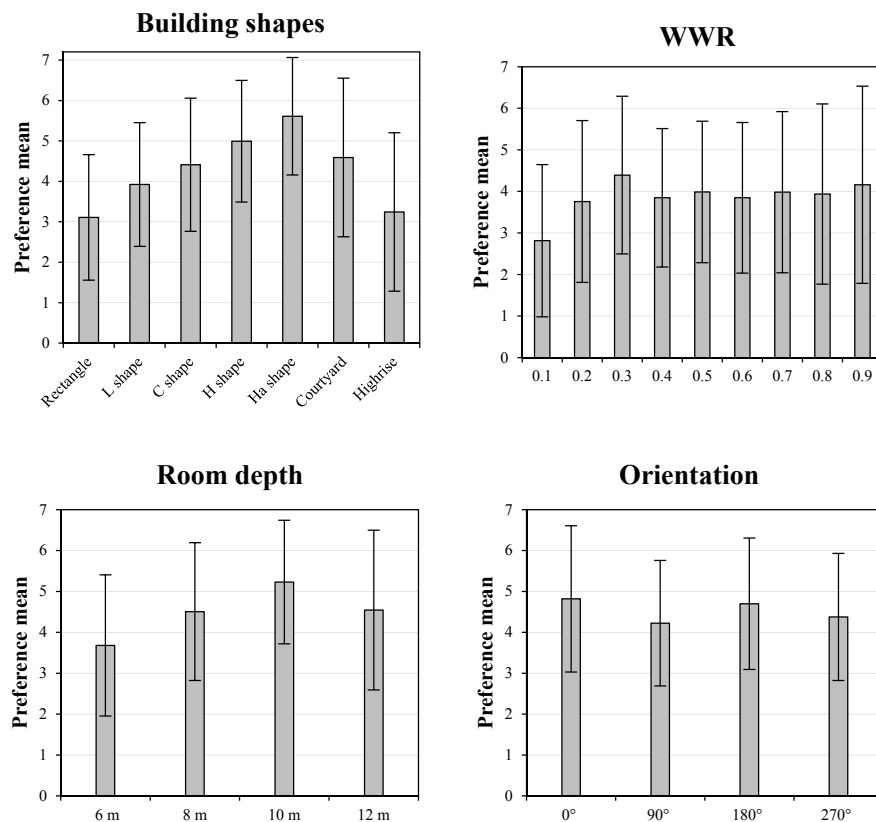 Building shapes
Preference mean
7
6
5
4
3
2
1
0
Rectangle
L shape
C shape
H shape
Ha shape
Courtyard
Highrise
WWR
Preference mean
7
6
5
4
3
2
1
0
0.1 0.2 0.3 0.4 0.5 0.6 0.7 0.8 0.9
Room depth
Preference mean
7
6
5
4
3
2
1
0
6 m 8 m 10 m 12 m
Orientation
Preference mean
7
6
5
4
3
2
1
0
0° 90° 180° 270°